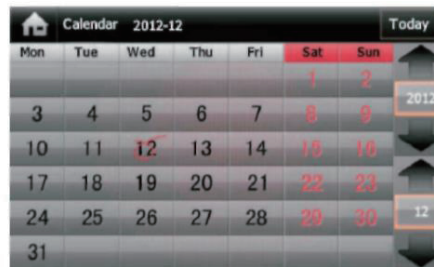 Calendar 2012-12 Today
Mon Tue Wed Thu Fri Sat Sun
1 2
2012
3 4 5 6 7 8 9
10 11 12 13 14 15 16
17 18 19 20 21 22 23
12
24 25 26 27 28 29 30
31